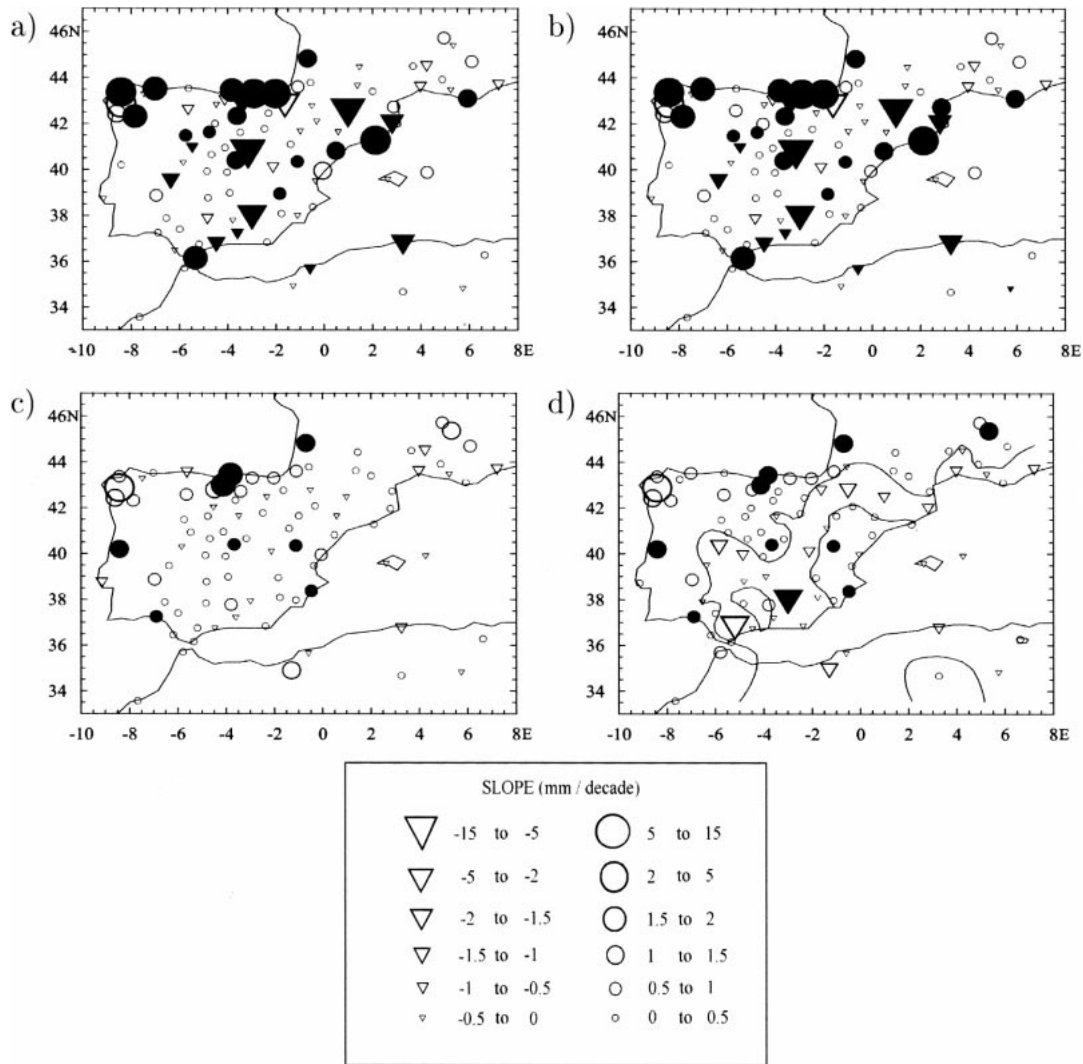 a)
46N
44
42
40
38
36
34
-10 -8 -6 -4 -2 0 2 4 6 8E
b)
46N
44
42
40
38
36
34
-10 -8 -6 -4 -2 0 2 4 6 8E
c)
46N
44
42
40
38
36
34
-10 -8 -6 -4 -2 0 2 4 6 8E
d)
46N
44
42
40
38
36
34
-10 -8 -6 -4 -2 0 2 4 6 8E
SLOPE (mm / decade)
-15 to -5 5 to 15
-5 to -2 2 to 5
-2 to -1.5 1.5 to 2
-1.5 to -1 1 to 1.5
-1 to -0.5 0.5 to 1
-0.5 to 0 0 to 0.5